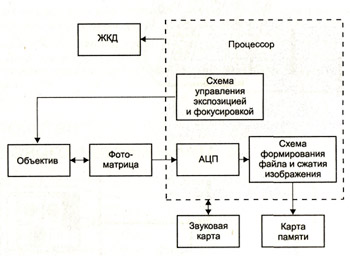 ЖКД
Процессор
Схема
управления
экспозицией
и фокусировкой
Объектив
Фото-
матрица
АЦП
Схема
формирования
файла и сжатия
изображения
Звуковая
карта
Карта
памяти